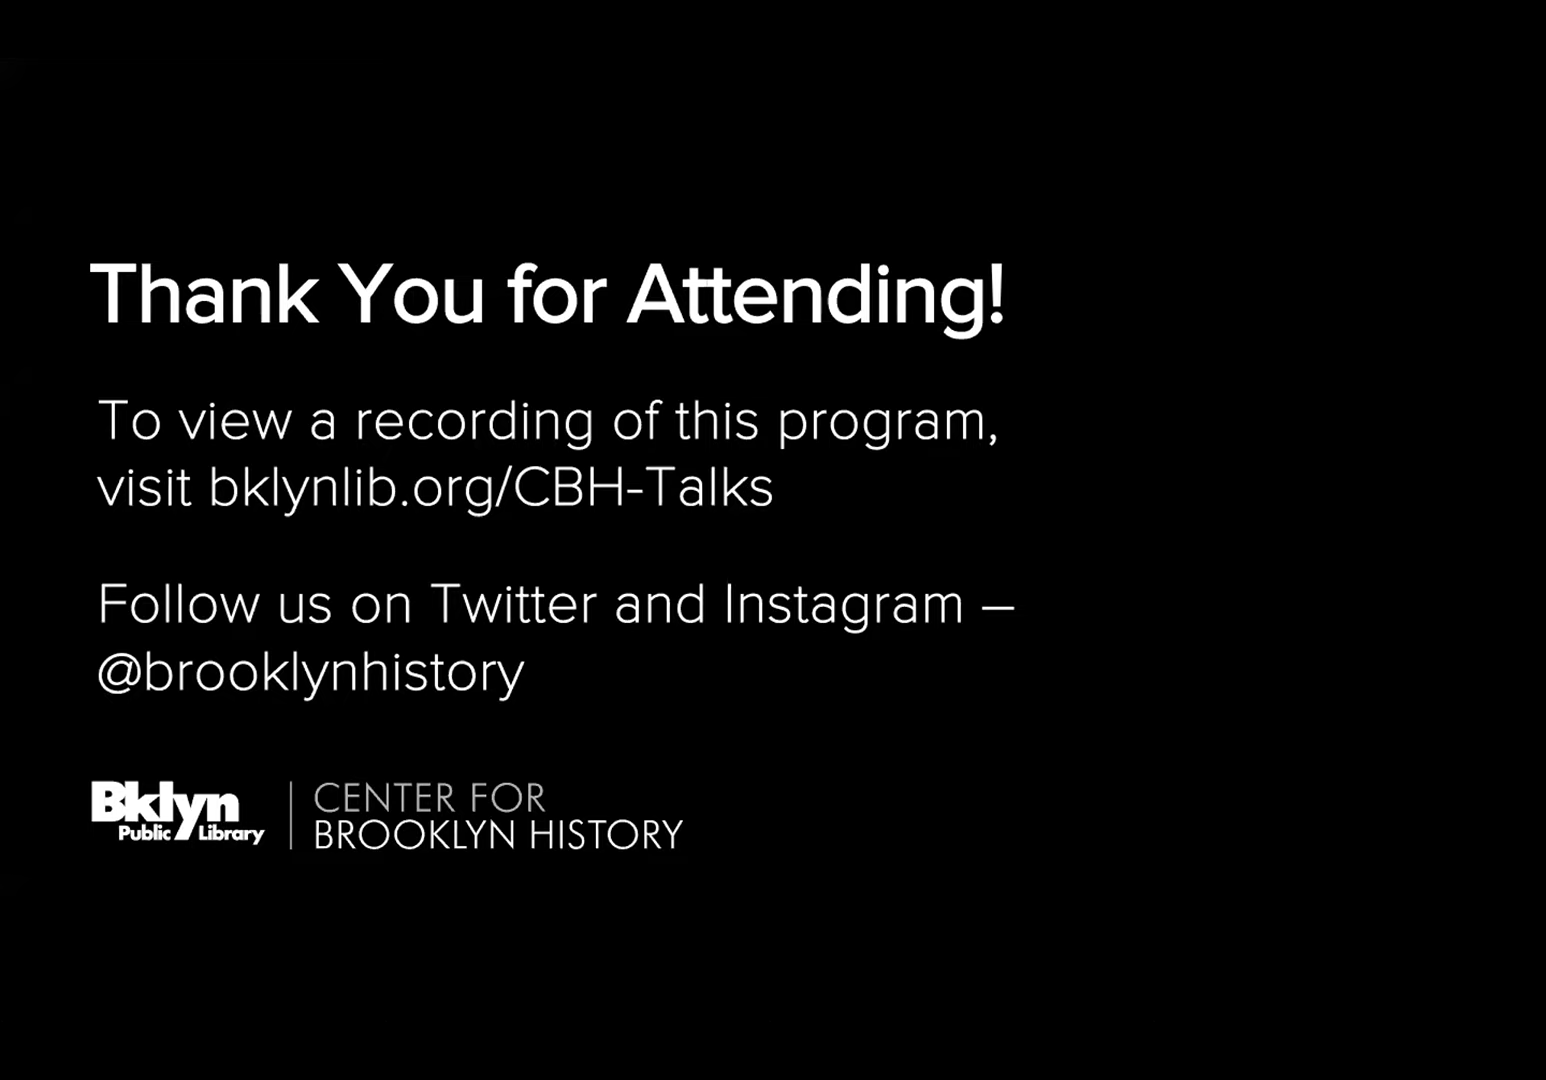 Thank You for Attending!
To view a recording of this program,
visit bklynlib.org/CBH-Talks
Follow us on Twitter and Instagram –
@brooklynhistory
Bklyn
Public Library
CENTER FOR
BROOKLYN HISTORY